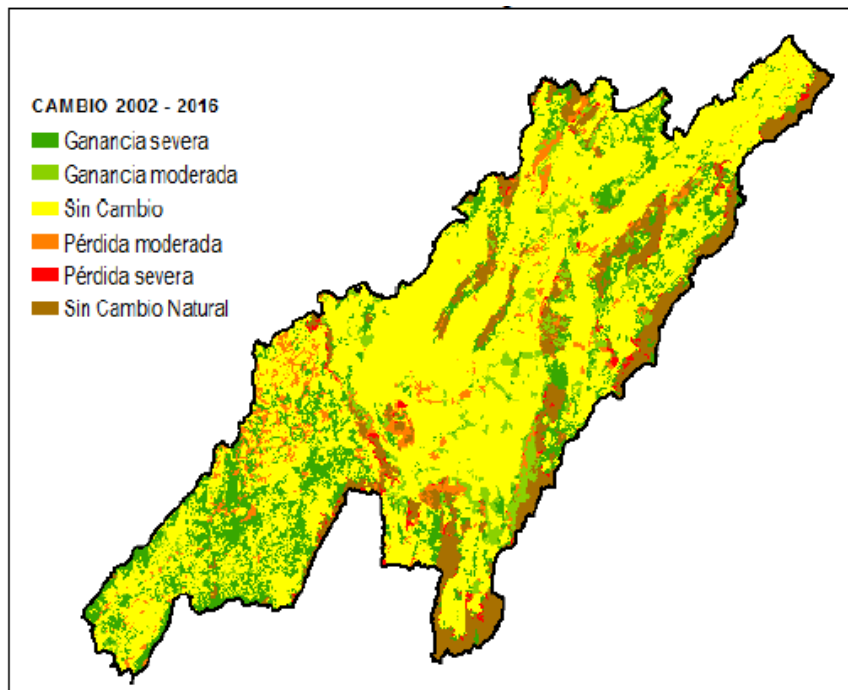 CAMBIO 2002 - 2016
Ganancia severa
Ganancia moderada
Sin Cambio
Pérdida moderada
Pérdida severa
Sin Cambio Natural